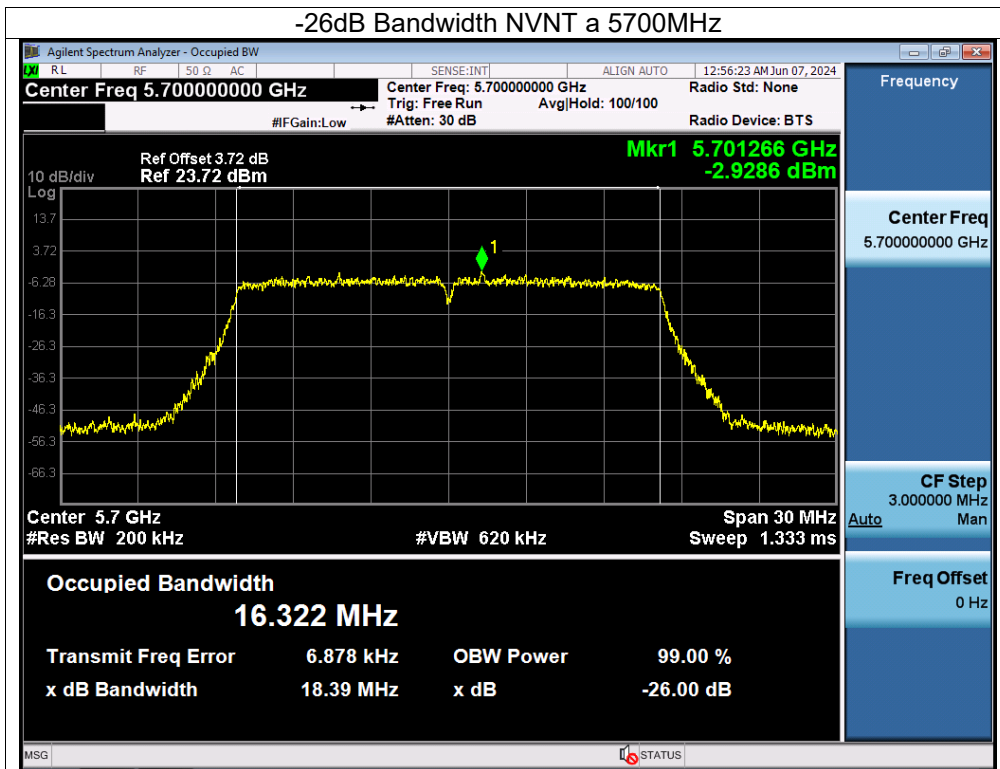 -26dB Bandwidth NVNT a 5700MHz
Agilent Spectrum Analyzer - Occupied BW
LXI RL RF 50 Ω AC SENSE:INT ALIGN AUTO 12:56:23 AM Jun 07, 2024
Center Freq 5.700000000 GHz
Center Freq: 5.700000000 GHz
Radio Std: None
Trig: Free Run
Avg|Hold: 100/100
#IFGain:Low
#Atten: 30 dB
Radio Device: BTS
Frequency
Mkr1 5.701266 GHz
-2.9286 dBm
Ref Offset 3.72 dB
10 dB/div Ref 23.72 dBm
Log
13.7
3.72
-6.28
-16.3
-26.3
-36.3
-46.3
-56.3
-66.3
1
Center 5.7 GHz
Span 30 MHz
#Res BW 200 kHz
#VBW 620 kHz
Sweep 1.333 ms
Center Freq
5.700000000 GHz
CF Step
3.000000 MHz
Auto Man
Freq Offset
0 Hz
Occupied Bandwidth
16.322 MHz
Transmit Freq Error 6.878 kHz OBW Power 99.00 %
x dB Bandwidth 18.39 MHz x dB -26.00 dB
MSG STATUS